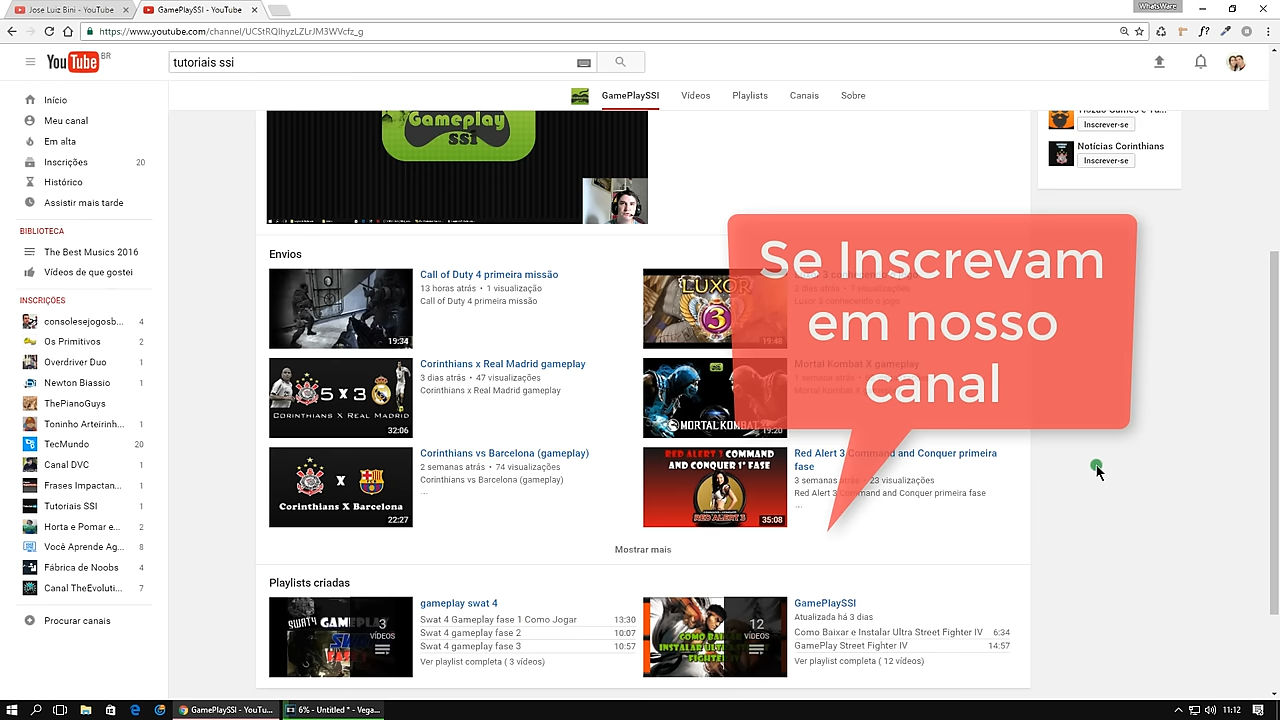 Jose Luiz Bini - YouTube
GamePlaySSI - YouTube
WhatsWare
https://www.youtube.com/channel/UCStRQIhyzLZLrJM3WVcfz_g
YouTube BR
tutoriais ssi
GamePlaySSI
Vídeos
Playlists
Canais
Sobre
Início
Meu canal
Em alta
Inscrições 20
Histórico
Assistir mais tarde
BIBLIOTECA
The Best Musics 2016
Vídeos de que gostei
INSCRIÇÕES
consolesejogosb... 4
Os Primitivos 2
Overdriver Duo 1
Newton Biassio 1
ThePianoGuys
Toninho Arteirinh... 1
TecMundo 20
Canal DVC 1
Frases Impactan... 1
Tutoriais SSI 1
Horta e Pomar e... 2
Você Aprende Ag... 8
Fábrica de Noobs 4
Canal TheEvoluti... 7
Procurar canais
Gameplay
SSI
Inscrever-se
Notícias Corinthians
Inscrever-se
Se Inscrevam
em nosso
canal
Envios
Call of Duty 4 primeira missão
13 horas atrás • 1 visualização
Call of Duty 4 primeira missão
19:34
LUXOR
3
19:48
Corinthians x Real Madrid gameplay
3 dias atrás • 47 visualizações
Corinthians x Real Madrid gameplay
5 X 3
CORINTHIANS X REAL MADRID
32:06
Mortal Kombat X gameplay
MORTAL KOMBAT
19:20
Corinthians vs Barcelona (gameplay)
2 semanas atrás • 74 visualizações
Corinthians vs Barcelona (gameplay)
...
X
Corinthians X Barcelona
22:27
RED ALERT 3 COMMAND
AND CONQUER 1ª FASE
RED ALERT 3
35:08
Red Alert 3 Command and Conquer primeira
fase
3 semanas atrás • 23 visualizações
Red Alert 3 Command and Conquer primeira fase
...
Mostrar mais
Playlists criadas
3
VÍDEOS
gameplay swat 4
Swat 4 Gameplay fase 1 Como Jogar 13:30
Swat 4 gameplay fase 2 10:07
Swat 4 gameplay fase 3 10:57
Ver playlist completa ( 3 vídeos)
COMO BAIXAR E
INSTALAR ULTRA STREET
12
VÍDEOS
GamePlaySSI
Atualizada há 3 dias
Como Baixar e Instalar Ultra Street Fighter IV 6:34
GamePlay Street Fighter IV 14:57
Ver playlist completa ( 12 vídeos)
GamePlaySSI - YouTu...
6% - Untitled * - Vega...
11:12